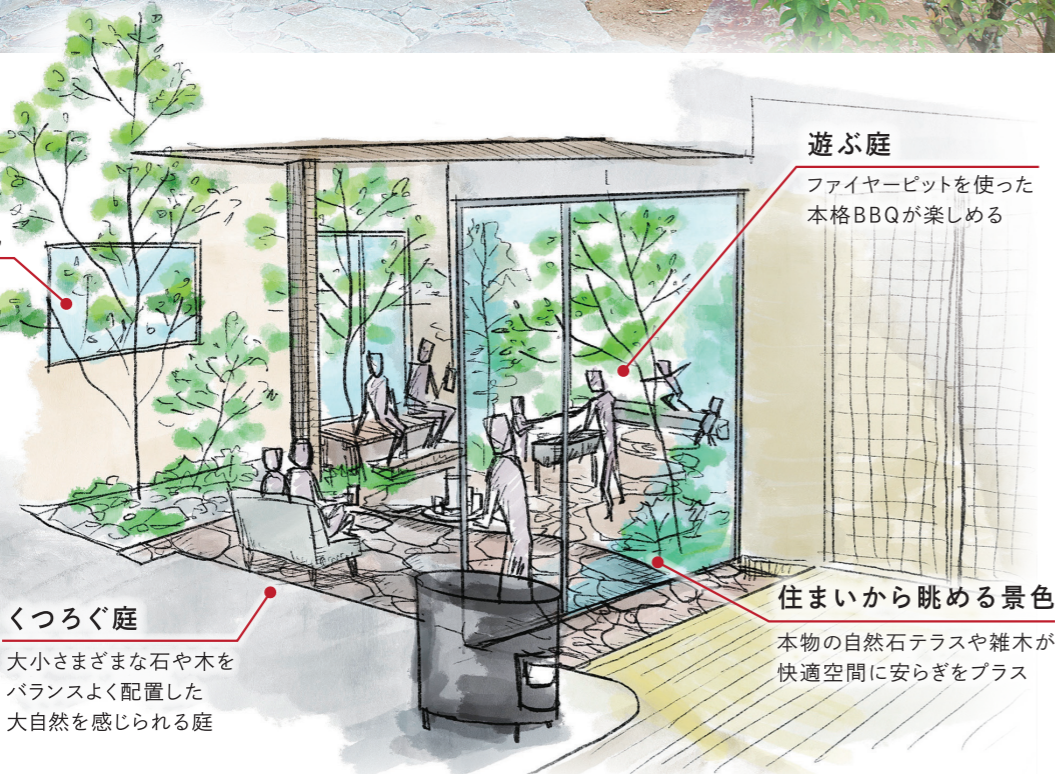 遊ぶ庭
ファイヤーピットを使った
本格BBQが楽しめる
くつろぐ庭
大小さまざまな石や木を
バランスよく配置した
大自然を感じられる庭
住まいから眺める景色
本物の自然石テラスや雑木が
快適空間に安らぎをプラス